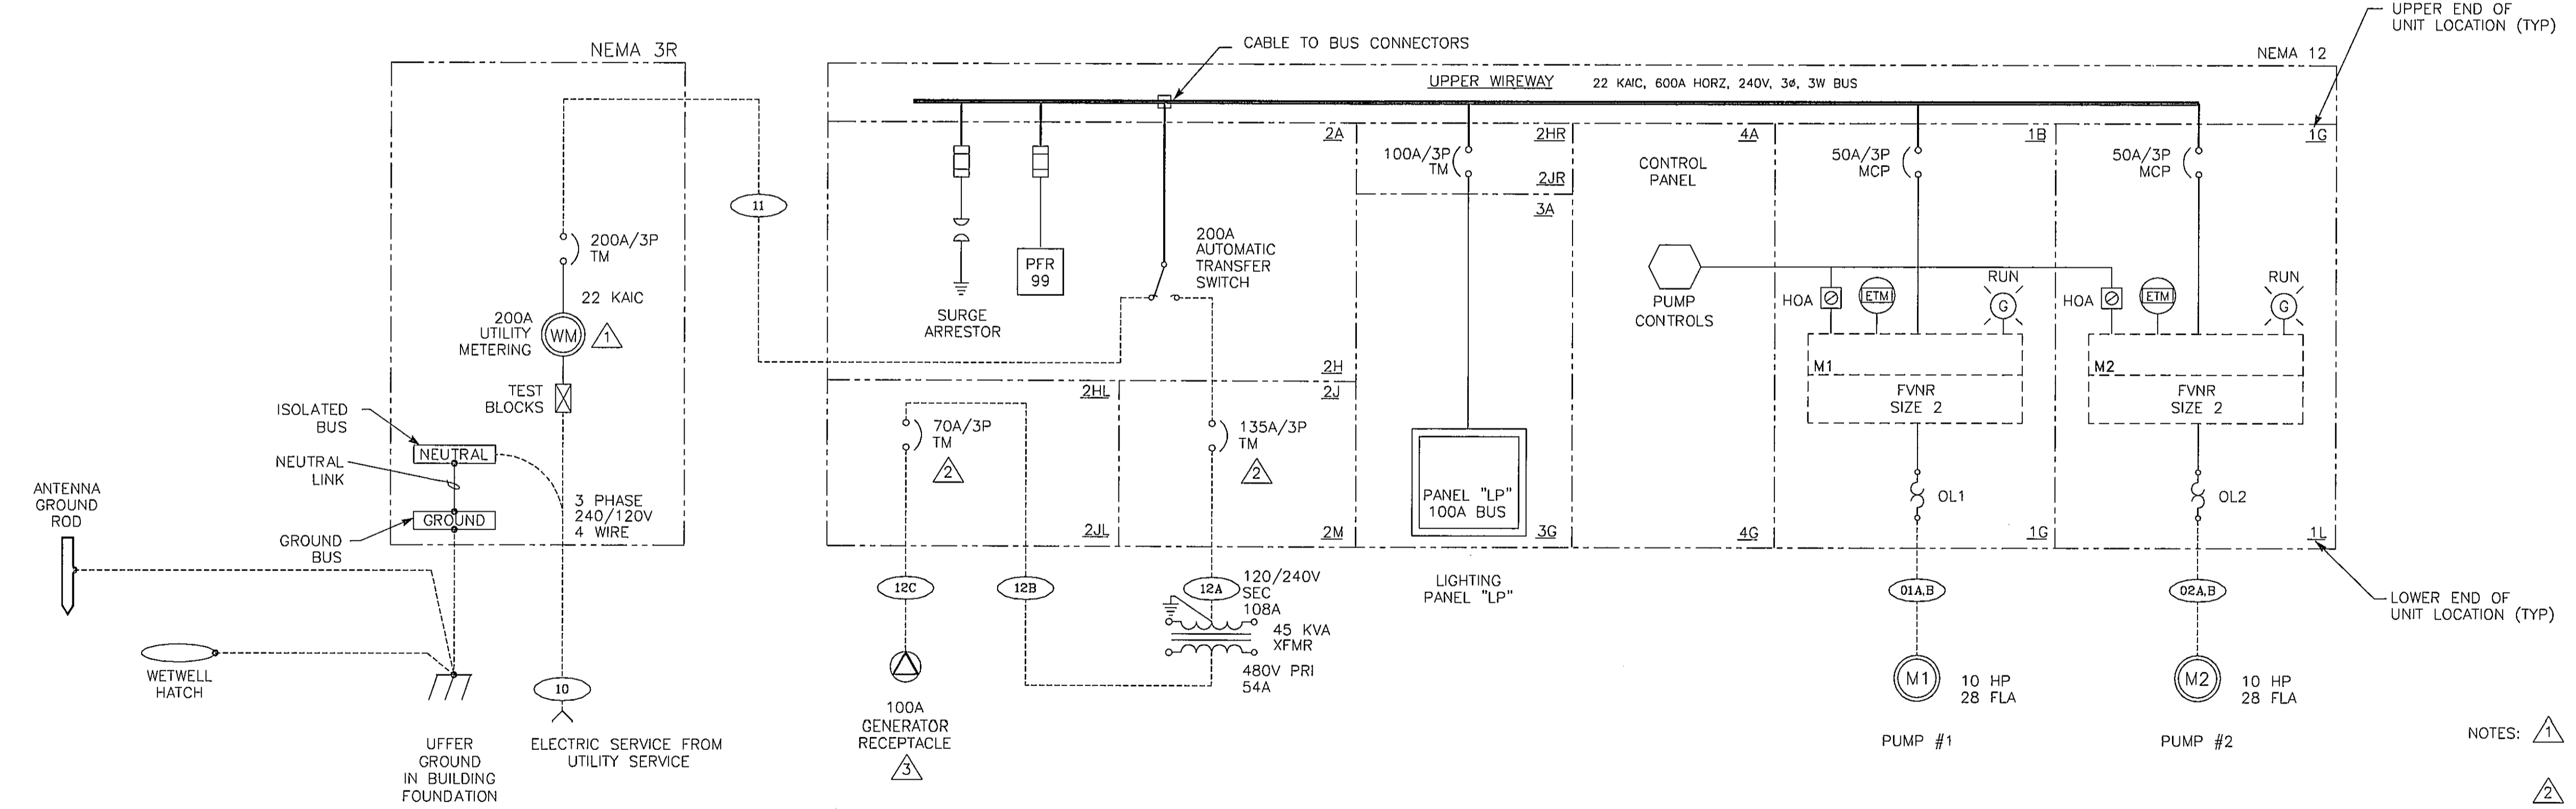 UPPER END OF
UNIT LOCATION (TYP)
CABLE TO BUS CONNECTORS
NEMA 3R
NEMA 12
UPPER WIREWAY
22 KAIC, 600A HORZ, 240V, 3ø, 3W BUS
2A
2HR
4A
1B
1G
100A/3P
TM
2JR
3A
CONTROL
PANEL
50A/3P
MCP
50A/3P
MCP
11
200A/3P
TM
22 KAIC
200A
UTILITY
METERING
WM
1
TEST
BLOCKS
ISOLATED
BUS
NEUTRAL
NEUTRAL
LINK
GROUND
GROUND
BUS
3 PHASE
240/120V
4 WIRE
ANTENNA
GROUND
ROD
WETWELL
HATCH
UFFER
GROUND
IN BUILDING
FOUNDATION
10
ELECTRIC SERVICE FROM
UTILITY SERVICE
SURGE
ARRESTOR
PFR
99
200A
AUTOMATIC
TRANSFER
SWITCH
2H
2HL
2J
70A/3P
TM
2
135A/3P
TM
2
2JL
2M
12C
12B
12A
120/240V
SEC
108A
45 KVA
XFMR
480V PRI
54A
100A
GENERATOR
RECEPTACLE
3
PANEL "LP"
100A BUS
3G
LIGHTING
PANEL "LP"
PUMP
CONTROLS
4G
HOA
ETM
RUN
G
M1
FVNR
SIZE 2
OL1
1G
01A,B
M1
10 HP
28 FLA
PUMP #1
HOA
ETM
RUN
G
M2
FVNR
SIZE 2
OL2
1L
02A,B
M2
10 HP
28 FLA
PUMP #2
LOWER END OF
UNIT LOCATION (TYP)
NOTES:
1
2